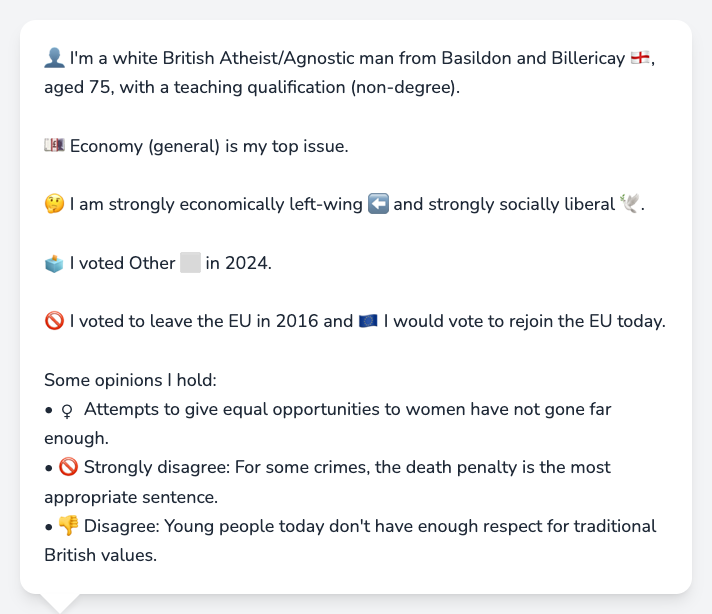 👤 I'm a white British Atheist/Agnostic man from Basildon and Billericay 🏴󠁧󠁢󠁥󠁮󠁧󠁿,
aged 75, with a teaching qualification (non-degree).
💷 Economy (general) is my top issue.
🤔 I am strongly economically left-wing ⬅️ and strongly socially liberal 🕊️.
🗳️ I voted Other ⬜ in 2024.
🚫 I voted to leave the EU in 2016 and 🇪🇺 I would vote to rejoin the EU today.
Some opinions I hold:
• ♀ Attempts to give equal opportunities to women have not gone far
enough.
• 🚫 Strongly disagree: For some crimes, the death penalty is the most
appropriate sentence.
• 👎 Disagree: Young people today don't have enough respect for traditional
British values.